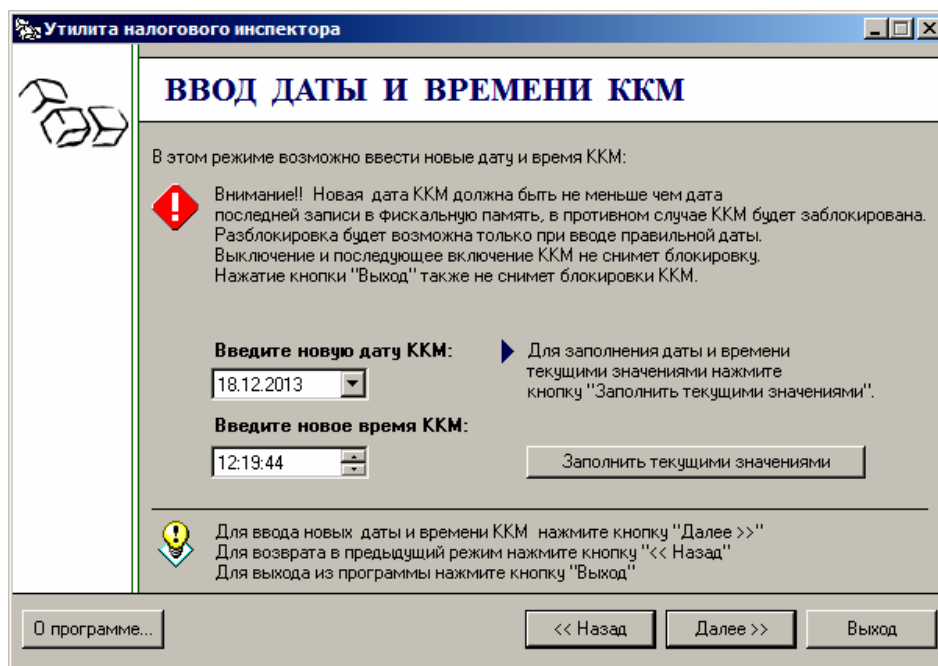 Утилита налогового инспектора
ВВОД ДАТЫ И ВРЕМЕНИ ККМ
В этом режиме возможно ввести новые дату и время ККМ:
Внимание!! Новая дата ККМ должна быть не меньше чем дата
последней записи в фискальную память, в противном случае ККМ будет заблокирована.
Разблокировка будет возможна только при вводе правильной даты.
Выключение и последующее включение ККМ не снимет блокировку.
Нажатие кнопки "Выход" также не снимет блокировки ККМ.
Введите новую дату ККМ:
18.12.2013
Для заполнения даты и времени
текущими значениями нажмите
кнопку "Заполнить текущими значениями".
Введите новое время ККМ:
12:19:44
Заполнить текущими значениями
Для ввода новых даты и времени ККМ нажмите кнопку "Далее >>"
Для возврата в предыдущий режим нажмите кнопку "<< Назад"
Для выхода из программы нажмите кнопку "Выход"
О программе...
<< Назад
Далее >>
Выход